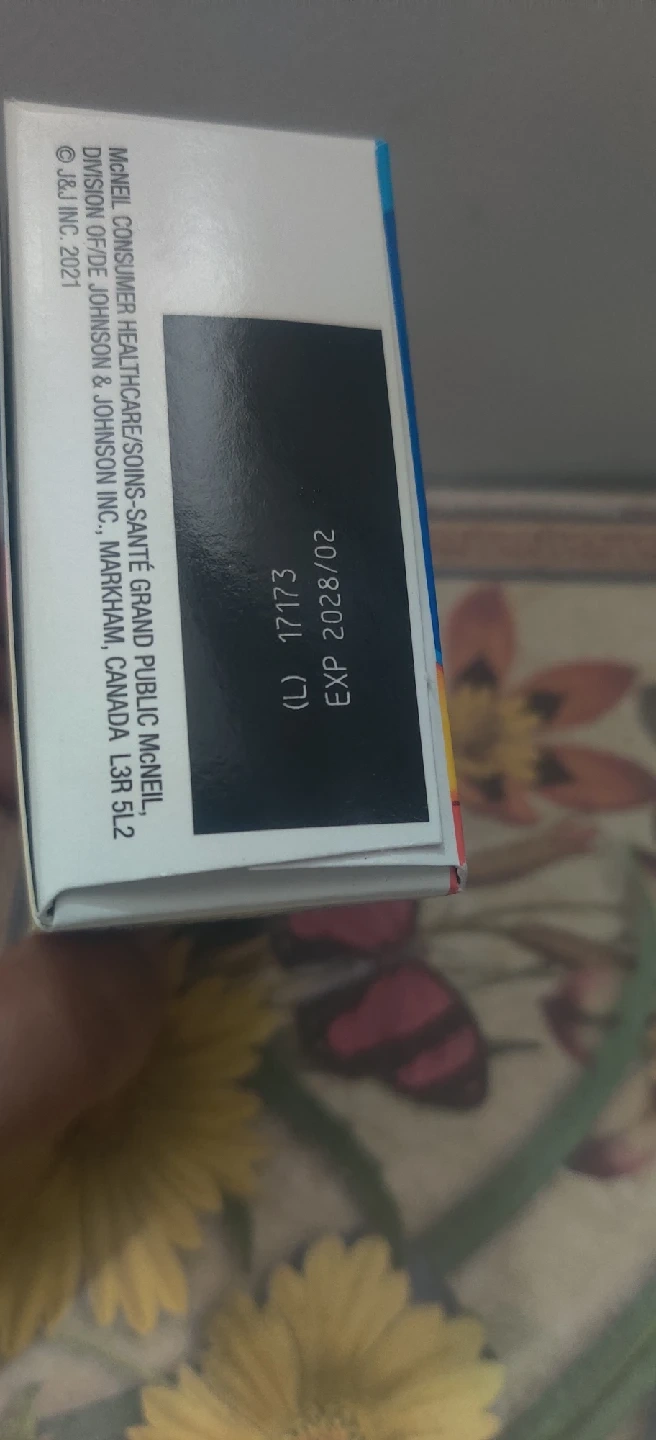 McNEIL CONSUMER HEALTHCARE/SOINS-SANTÉ GRAND PUBLIC McNEIL,
DIVISION OF/DE JOHNSON & JOHNSON INC., MARKHAM, CANADA L3R 5L2
© J&J INC. 2021
EXP 2028/02
(L) 17173